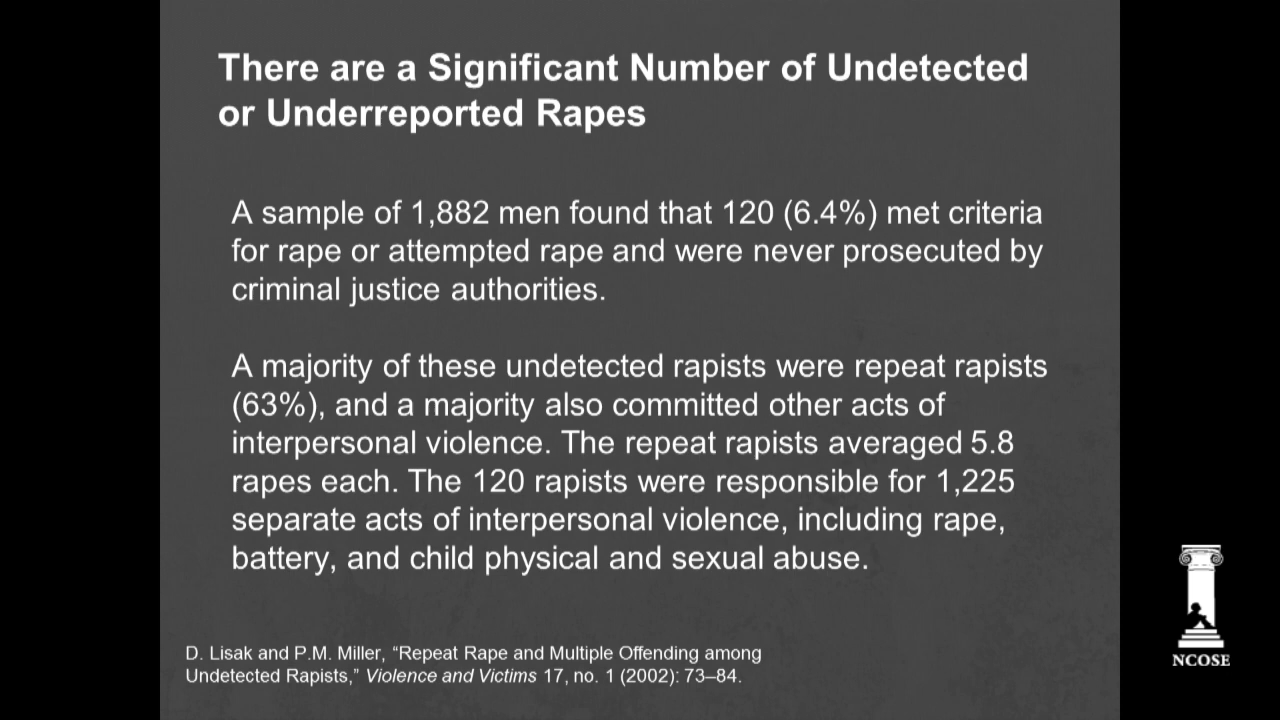 There are a Significant Number of Undetected
or Underreported Rapes
A sample of 1,882 men found that 120 (6.4%) met criteria
for rape or attempted rape and were never prosecuted by
criminal justice authorities.
A majority of these undetected rapists were repeat rapists
(63%), and a majority also committed other acts of
interpersonal violence. The repeat rapists averaged 5.8
rapes each. The 120 rapists were responsible for 1,225
separate acts of interpersonal violence, including rape,
battery, and child physical and sexual abuse.
D. Lisak and P.M. Miller, “Repeat Rape and Multiple Offending among
Undetected Rapists,” Violence and Victims 17, no. 1 (2002): 73–84.
NCOSE